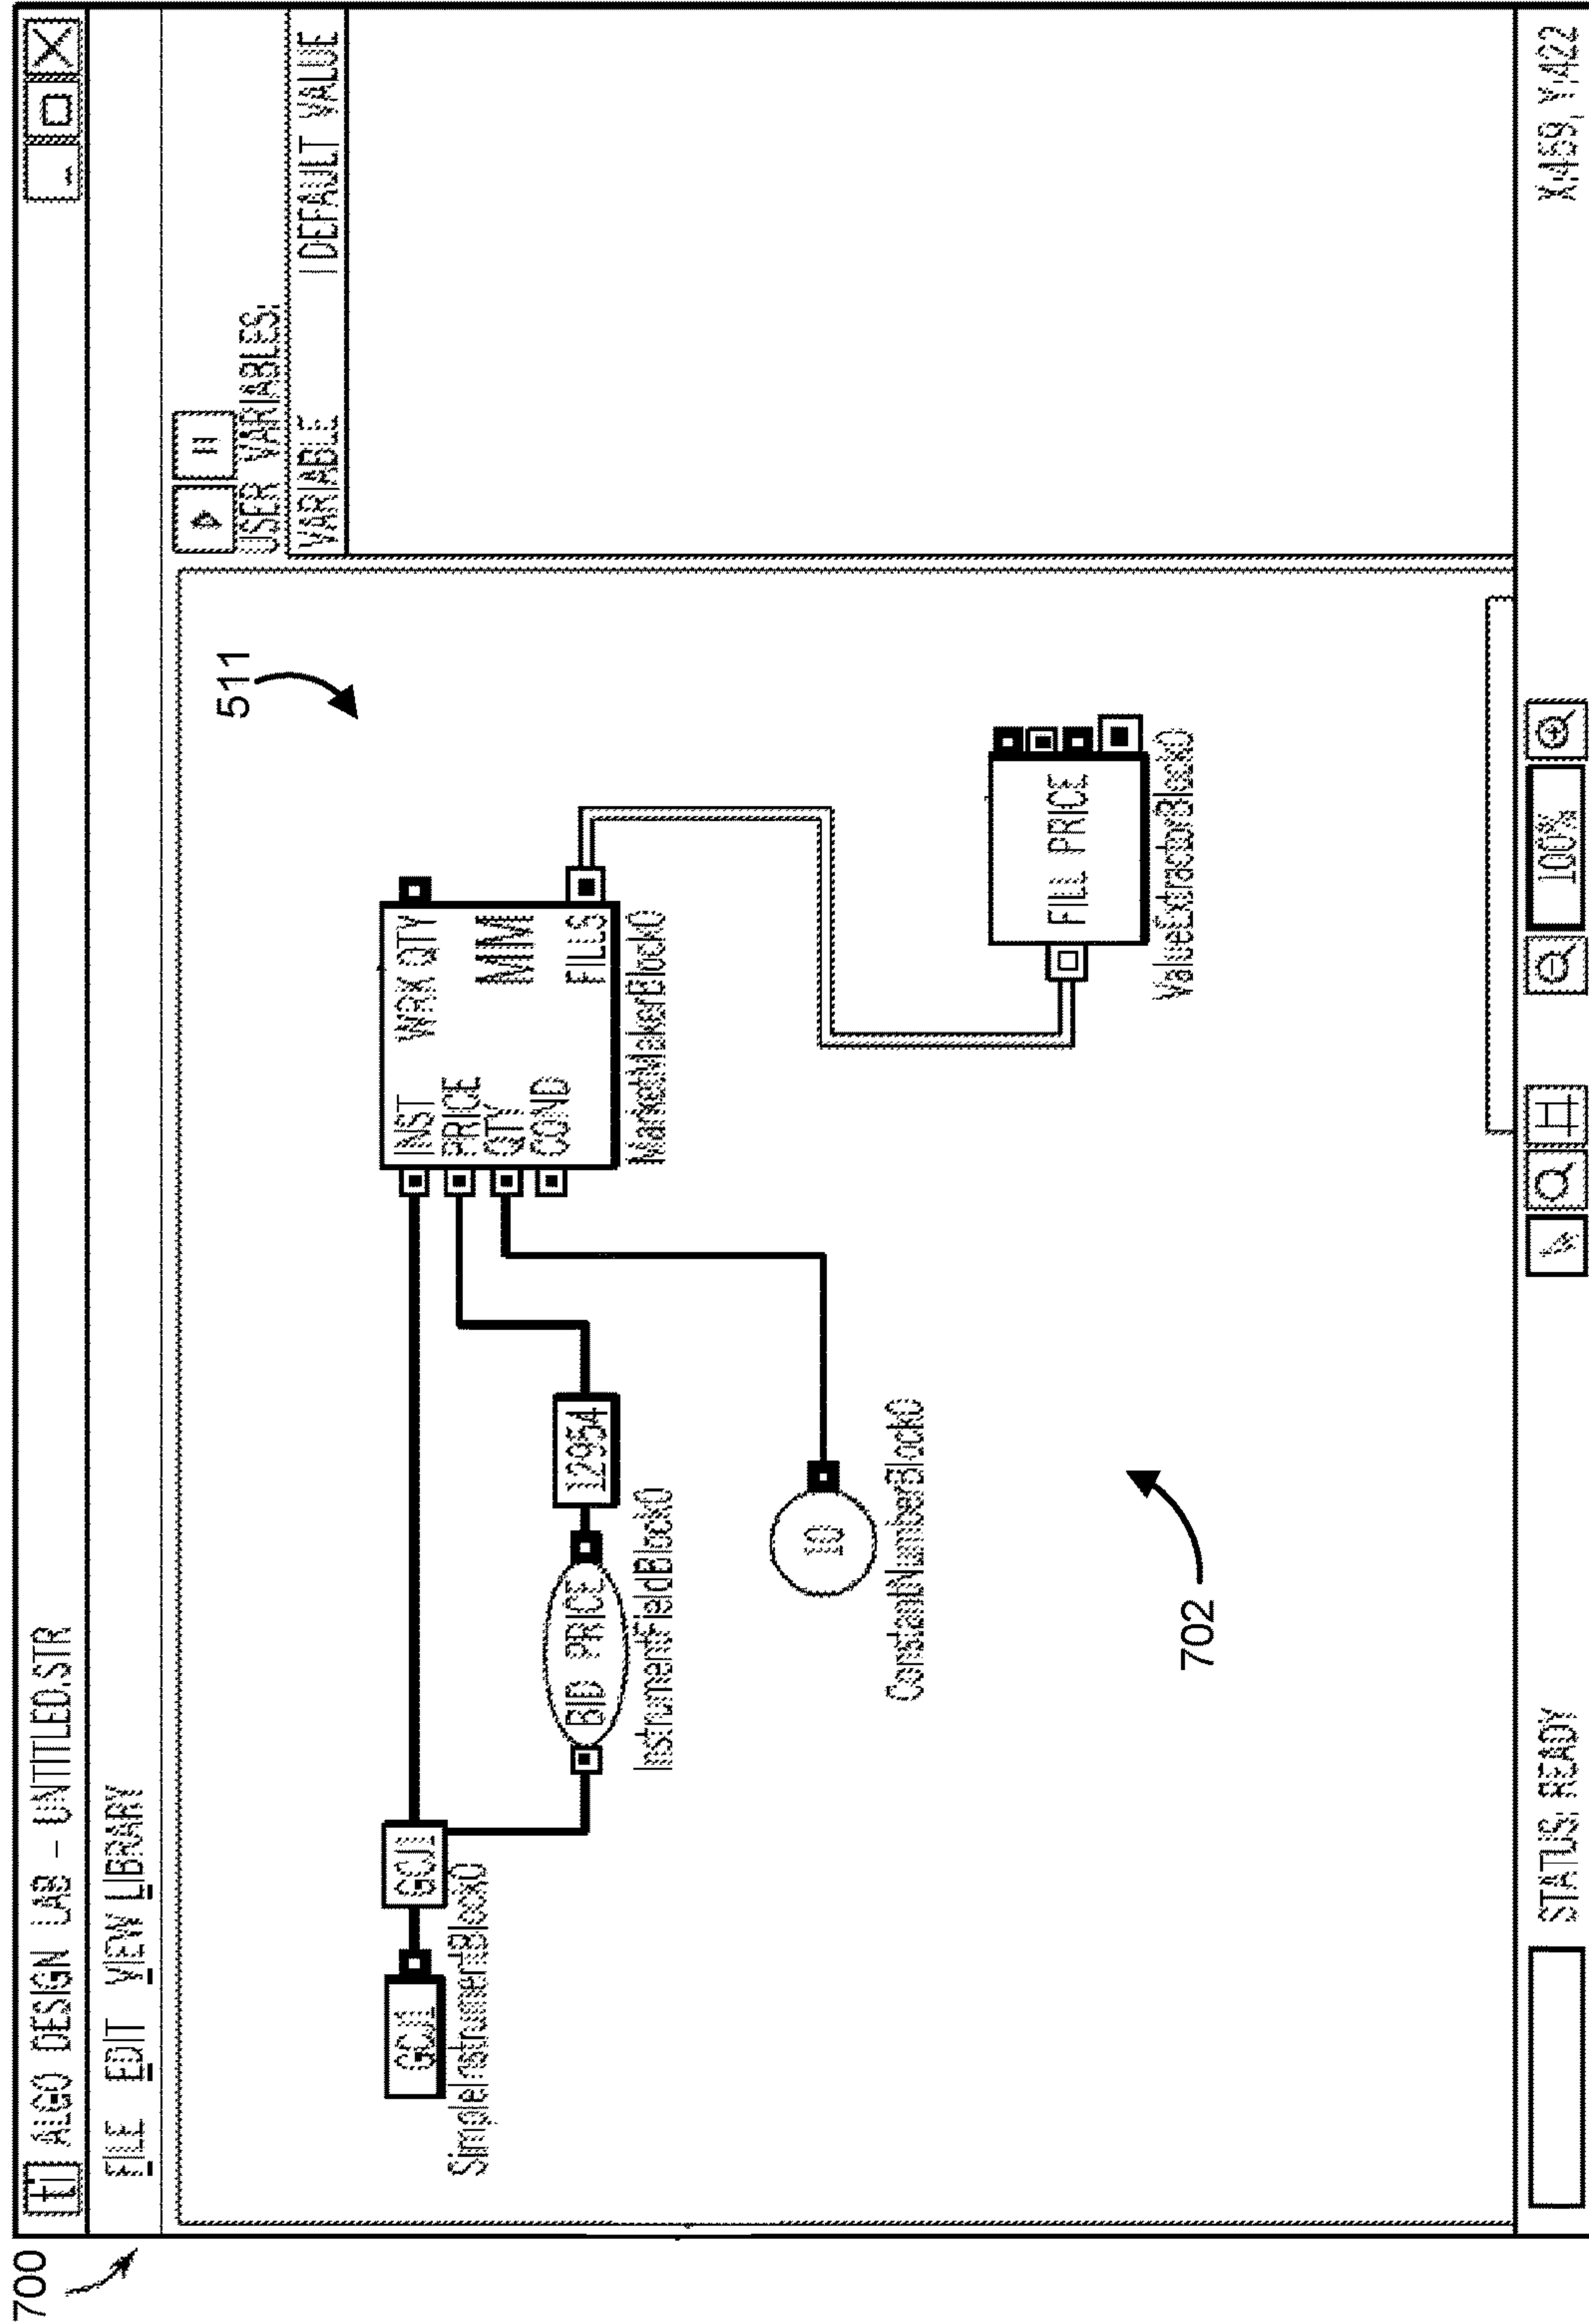 700
ALGO DESIGN LAB - UNTITLED.STR
FILE EDIT VIEW LIBRARY
USER VARIABLES:
VARIABLE DEFAULT VALUE
511
GCJ1
GCJ1
SimpleInstrumentBlock0
BID PRICE
12954
InstrumentFieldBlock0
10
ConstantNumberBlock0
INST WRK QTY
PRICE
MM
QTY
COND FILLS
MarketMakerBlock0
FILL PRICE
ValueExtractorBlock0
702
STATUS: READY
100%
X:459, Y:422